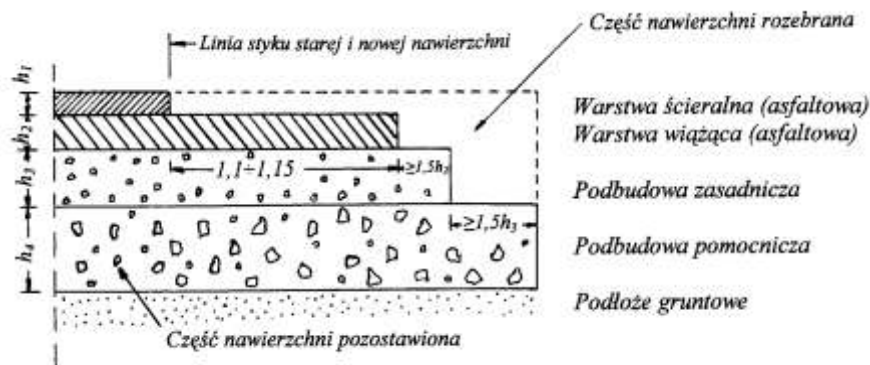 Linia styku starej i nowej nawierzchni
Część nawierzchni rozebrana
h₁
h₂
h₃
h₄
Warstwa ścieralna (asfaltowa)
Warstwa wiążąca (asfaltowa)
1,1÷1,15
≥1,5h₂
Podbudowa zasadnicza
≥1,5h₃
Podbudowa pomocnicza
Podłoże gruntowe
Część nawierzchni pozostawiona